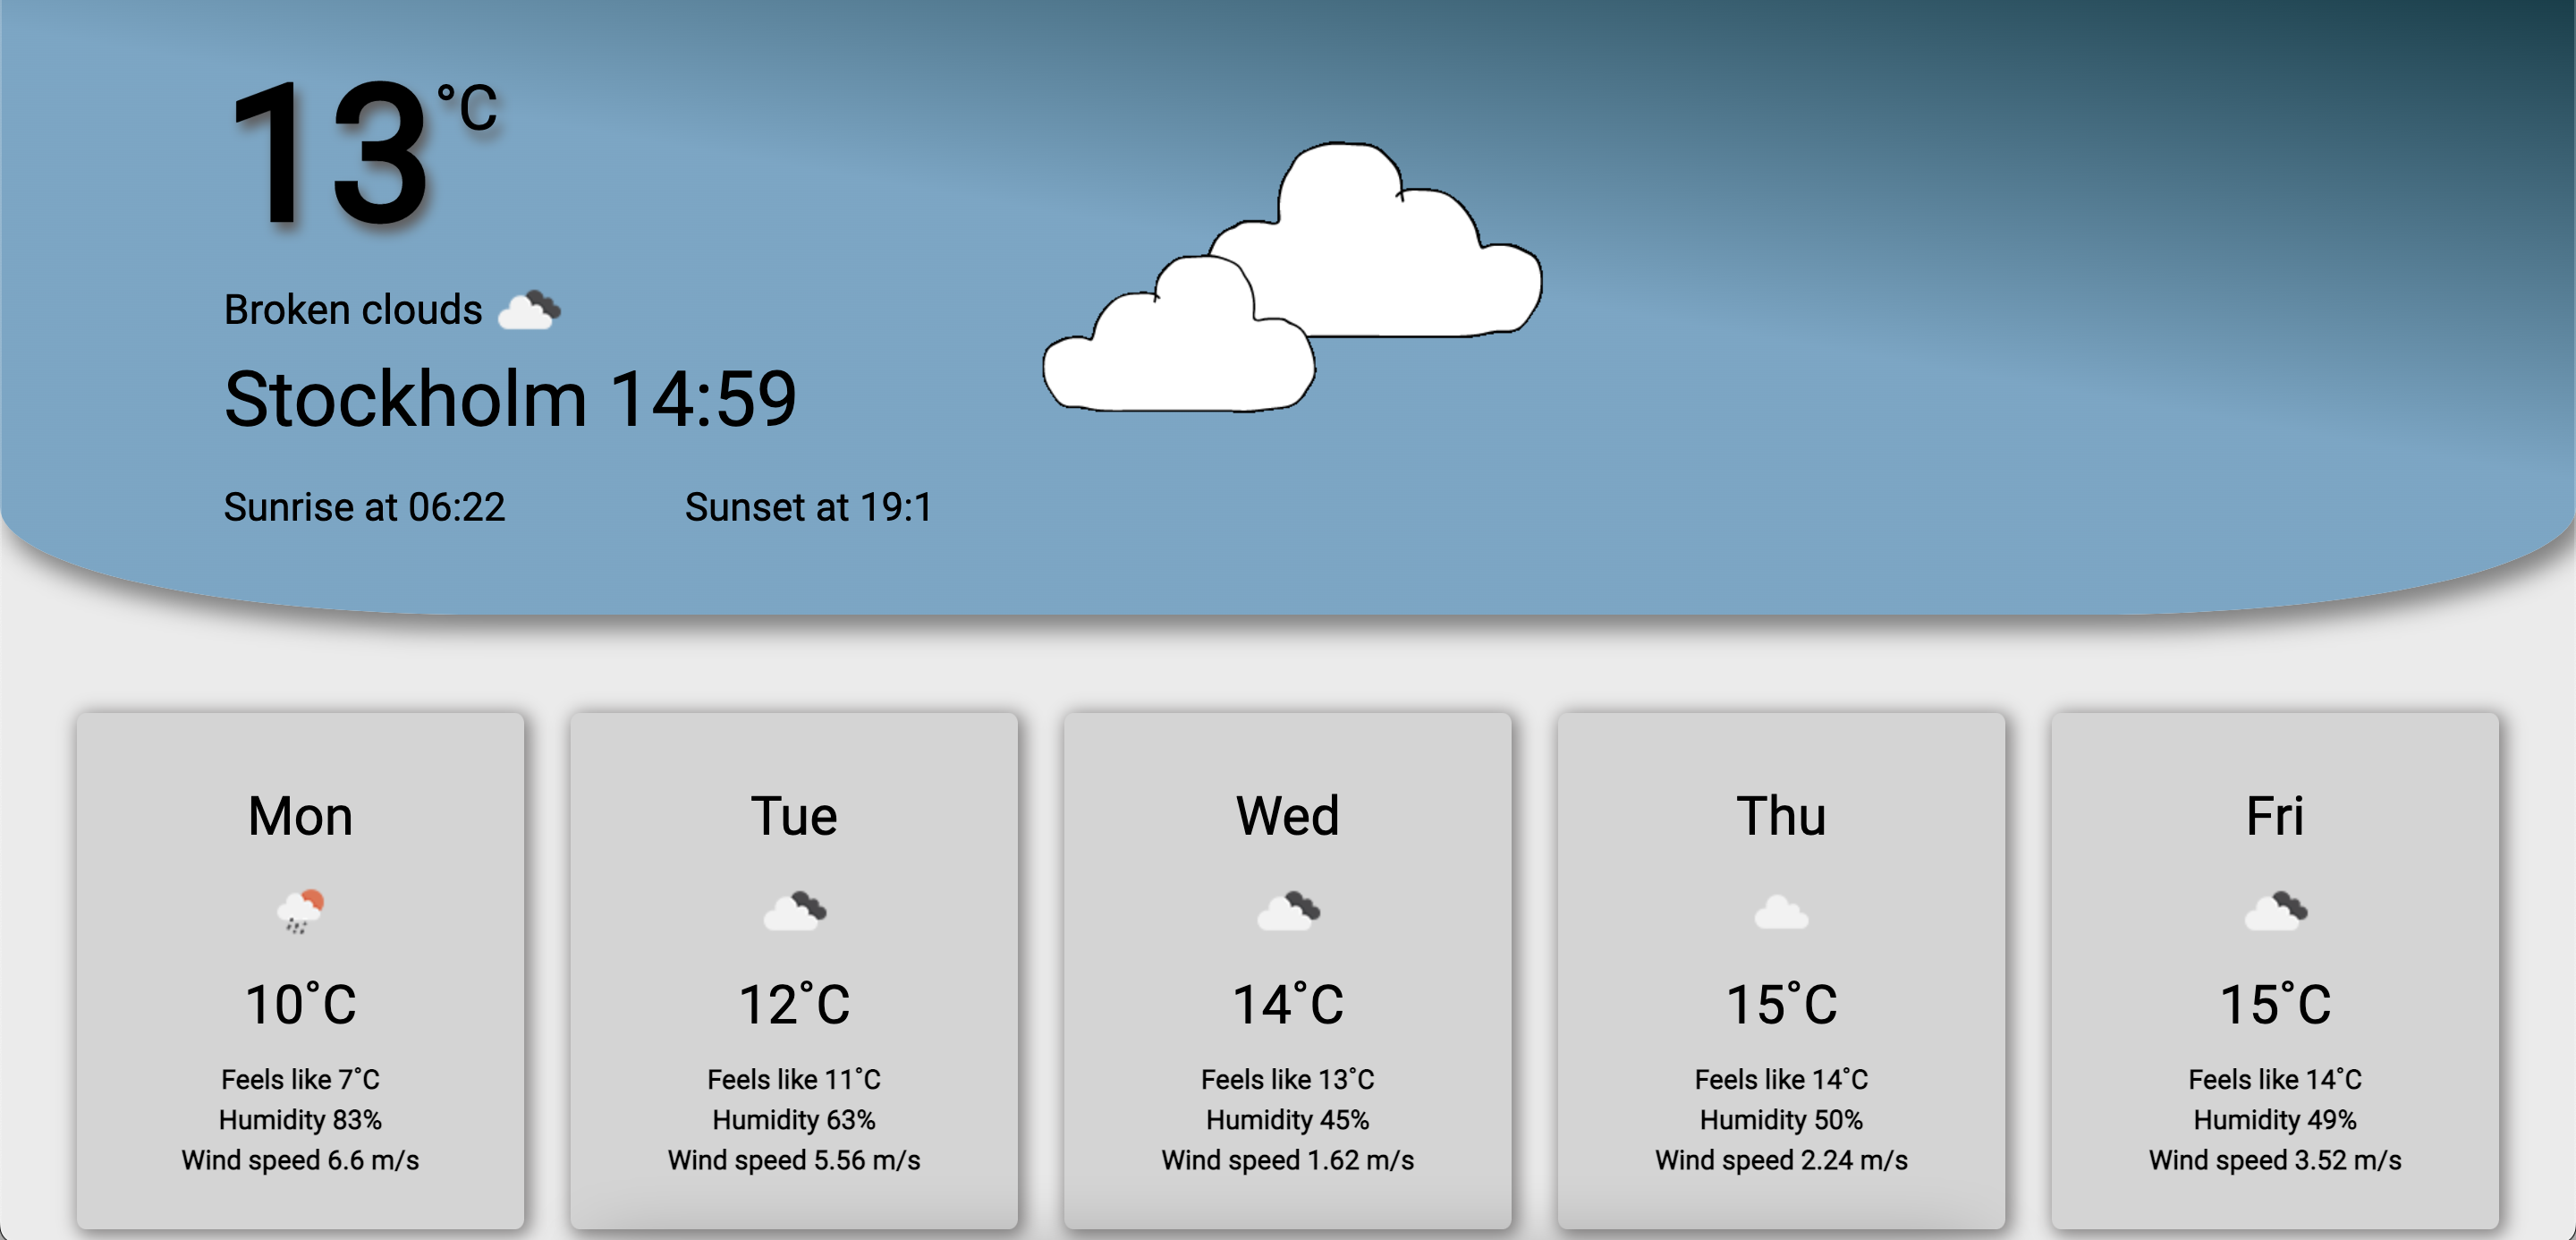 13°C
Broken clouds
Stockholm 14:59
Sunrise at 06:22 Sunset at 19:1
Mon
10°C
Feels like 7°C
Humidity 83%
Wind speed 6.6 m/s
Tue
12°C
Feels like 11°C
Humidity 63%
Wind speed 5.56 m/s
Wed
14°C
Feels like 13°C
Humidity 45%
Wind speed 1.62 m/s
Thu
15°C
Feels like 14°C
Humidity 50%
Wind speed 2.24 m/s
Fri
15°C
Feels like 14°C
Humidity 49%
Wind speed 3.52 m/s